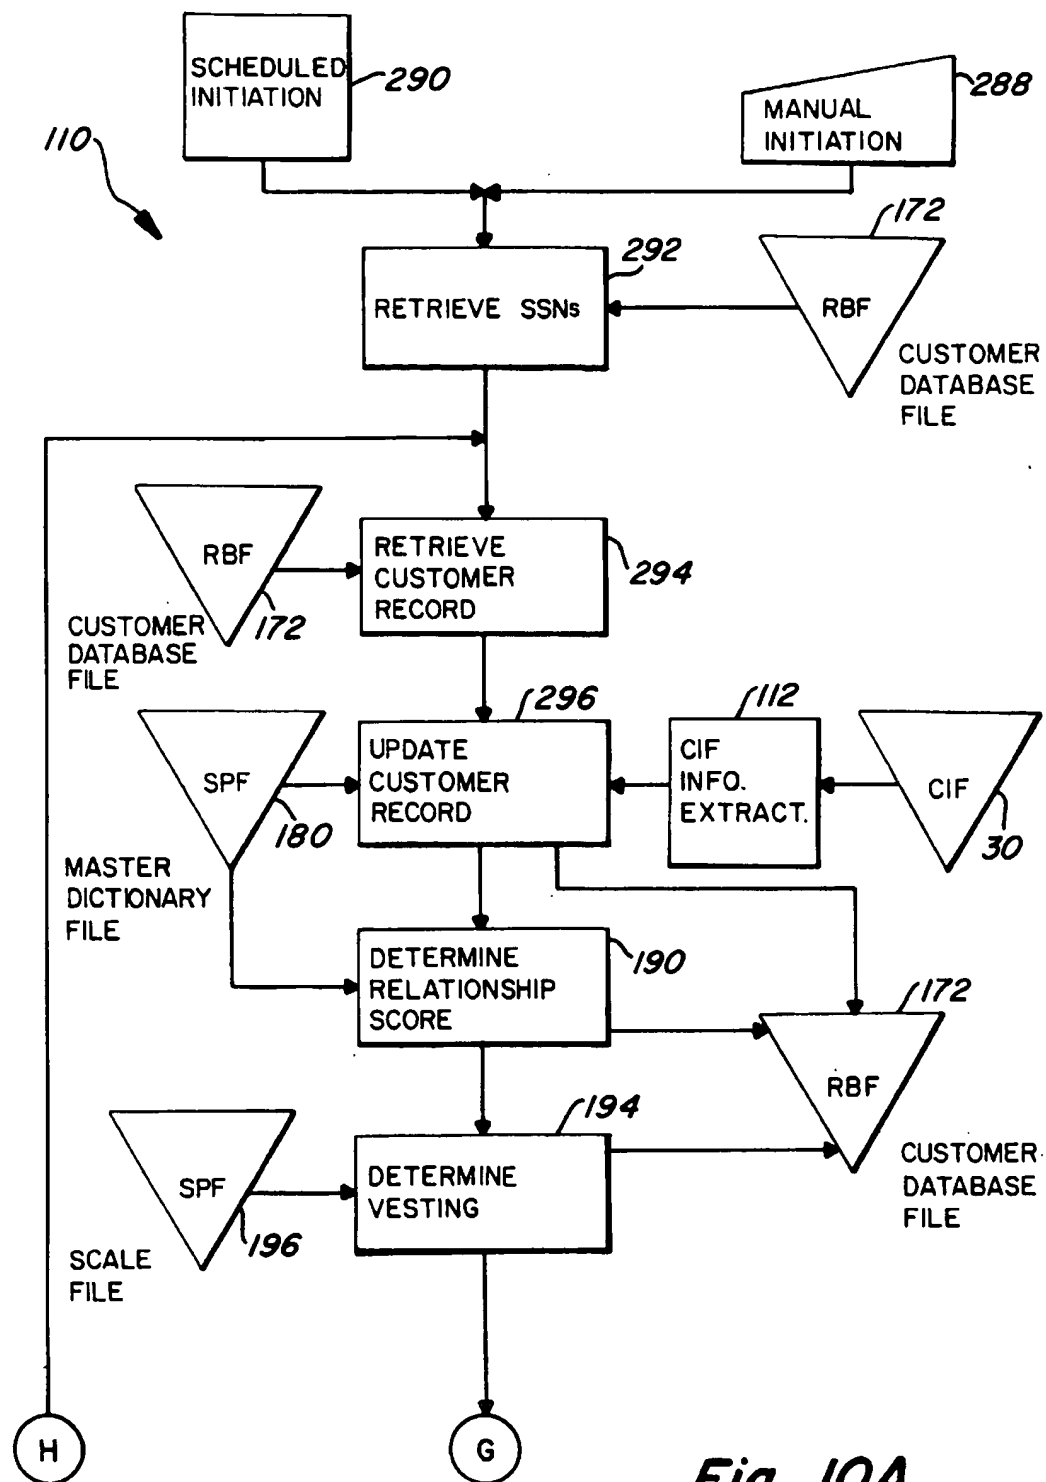 SCHEDULED
INITIATION
290
MANUAL
INITIATION
288
110
172
292
RETRIEVE SSNs
RBF
CUSTOMER
DATABASE
FILE
RBF
172
CUSTOMER
DATABASE
FILE
RETRIEVE
CUSTOMER
RECORD
294
296
112
SPF
180
MASTER
DICTIONARY
FILE
UPDATE
CUSTOMER
RECORD
CIF
INFO.
EXTRACT.
CIF
30
DETERMINE
RELATIONSHIP
SCORE
190
172
RBF
CUSTOMER
DATABASE
FILE
194
SPF
196
SCALE
FILE
DETERMINE
VESTING
H
G
Fig. 10A